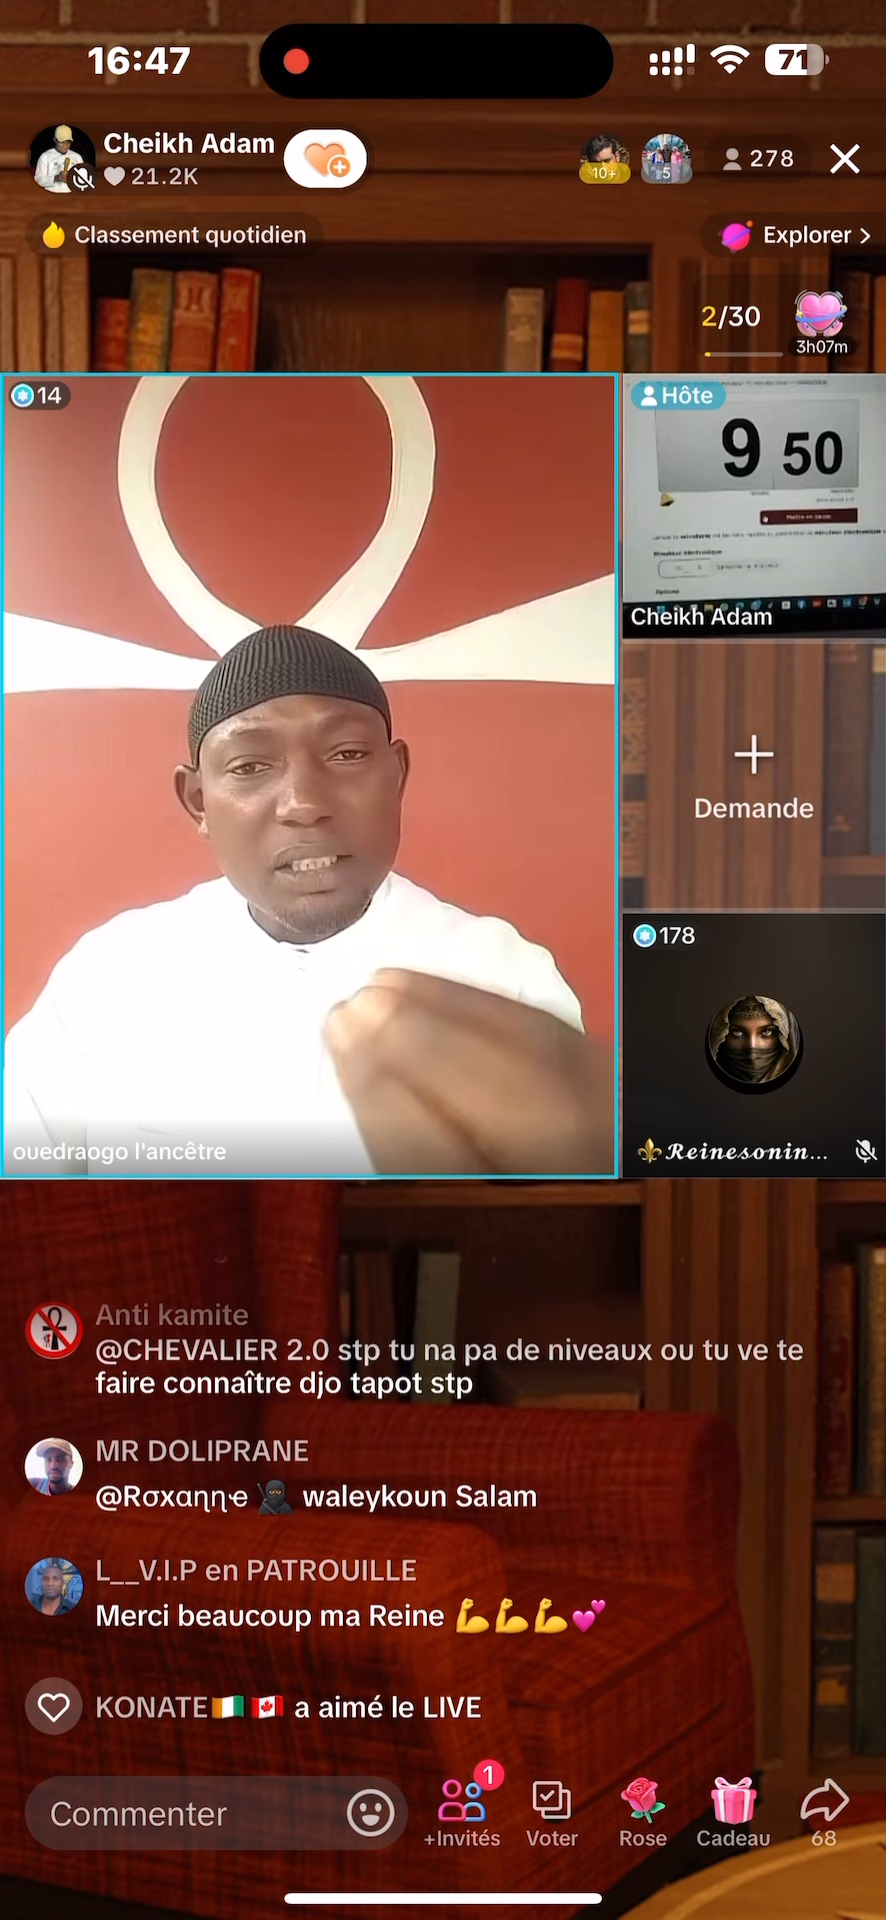 16:47
71
Cheikh Adam
21.2K
10+
5
278
Classement quotidien
Explorer >
2/30
3h07m
14
Hôte
9 50
Cheikh Adam
Demande
178
ouedraogo l'ancêtre
⚜️𝓡𝓮𝓲𝓷𝓮𝓼𝓸𝓷𝓲𝓷...
Anti kamite
@CHEVALIER 2.0 stp tu na pa de niveaux ou tu ve te
faire connaître djo tapot stp
MR DOLIPRANE
@Rσxαηηҽ 🥷🏿 waleykoun Salam
L__V.I.P en PATROUILLE
Merci beaucoup ma Reine 💪💪💪💕
KONATE🇨🇮🇨🇦 a aimé le LIVE
Commenter
1
+Invités
Voter
Rose
Cadeau
68